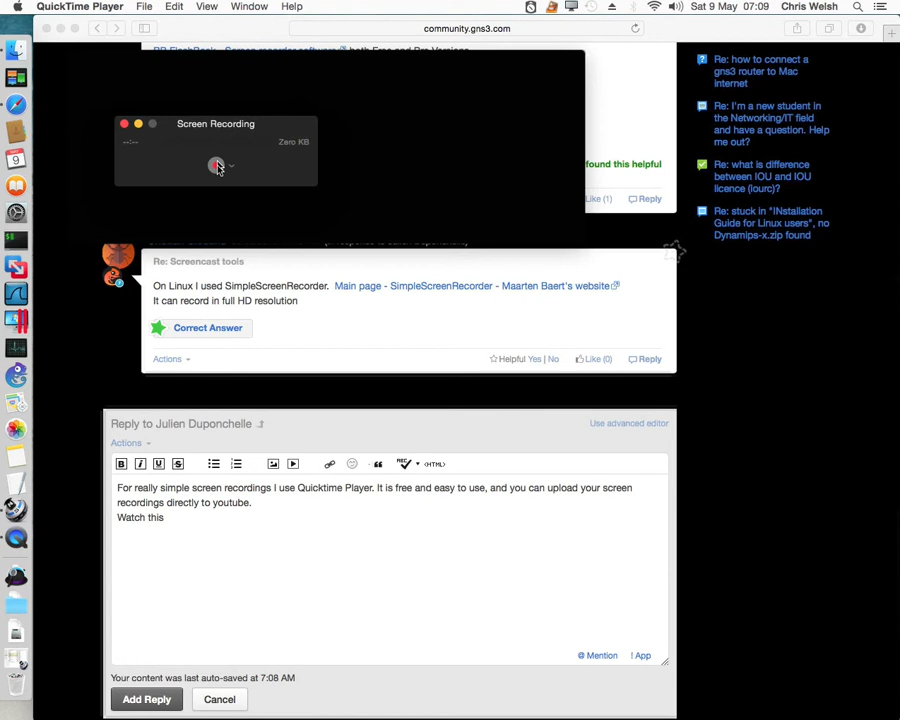 QuickTime Player File Edit View Window Help Sat 9 May 07:09 Chris Welsh
community.gns3.com
both Free and Pro Versions
Screen Recording
--:-- Zero KB
found this helpful
Like (1) Reply
Re: how to connect a
gns3 router to Mac
internet
Re: I'm a new student in
the Networking/IT field
and have a question. Help
me out?
Re: what is difference
between IOU and IOU
licence (iourc)?
Re: stuck in "INstallation
Guide for Linux users", no
Dynamips-x.zip found
Re: Screencast tools
On Linux I used SimpleScreenRecorder. Main page - SimpleScreenRecorder - Maarten Baert's website
It can record in full HD resolution
Correct Answer
Actions Helpful Yes | No Like (0) Reply
Reply to Julien Duponchelle Use advanced editor
Actions
B I U S <HTML>
For really simple screen recordings I use Quicktime Player. It is free and easy to use, and you can upload your screen
recordings directly to youtube.
Watch this
@ Mention ! App
Your content was last auto-saved at 7:08 AM
Add Reply Cancel